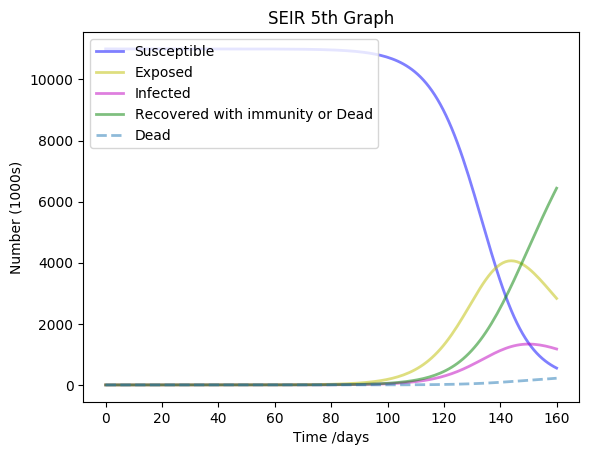 SEIR 5th Graph
Susceptible
Exposed
Infected
Recovered with immunity or Dead
Dead
Number (1000s)
10000
8000
6000
4000
2000
0
0 20 40 60 80 100 120 140 160
Time /days